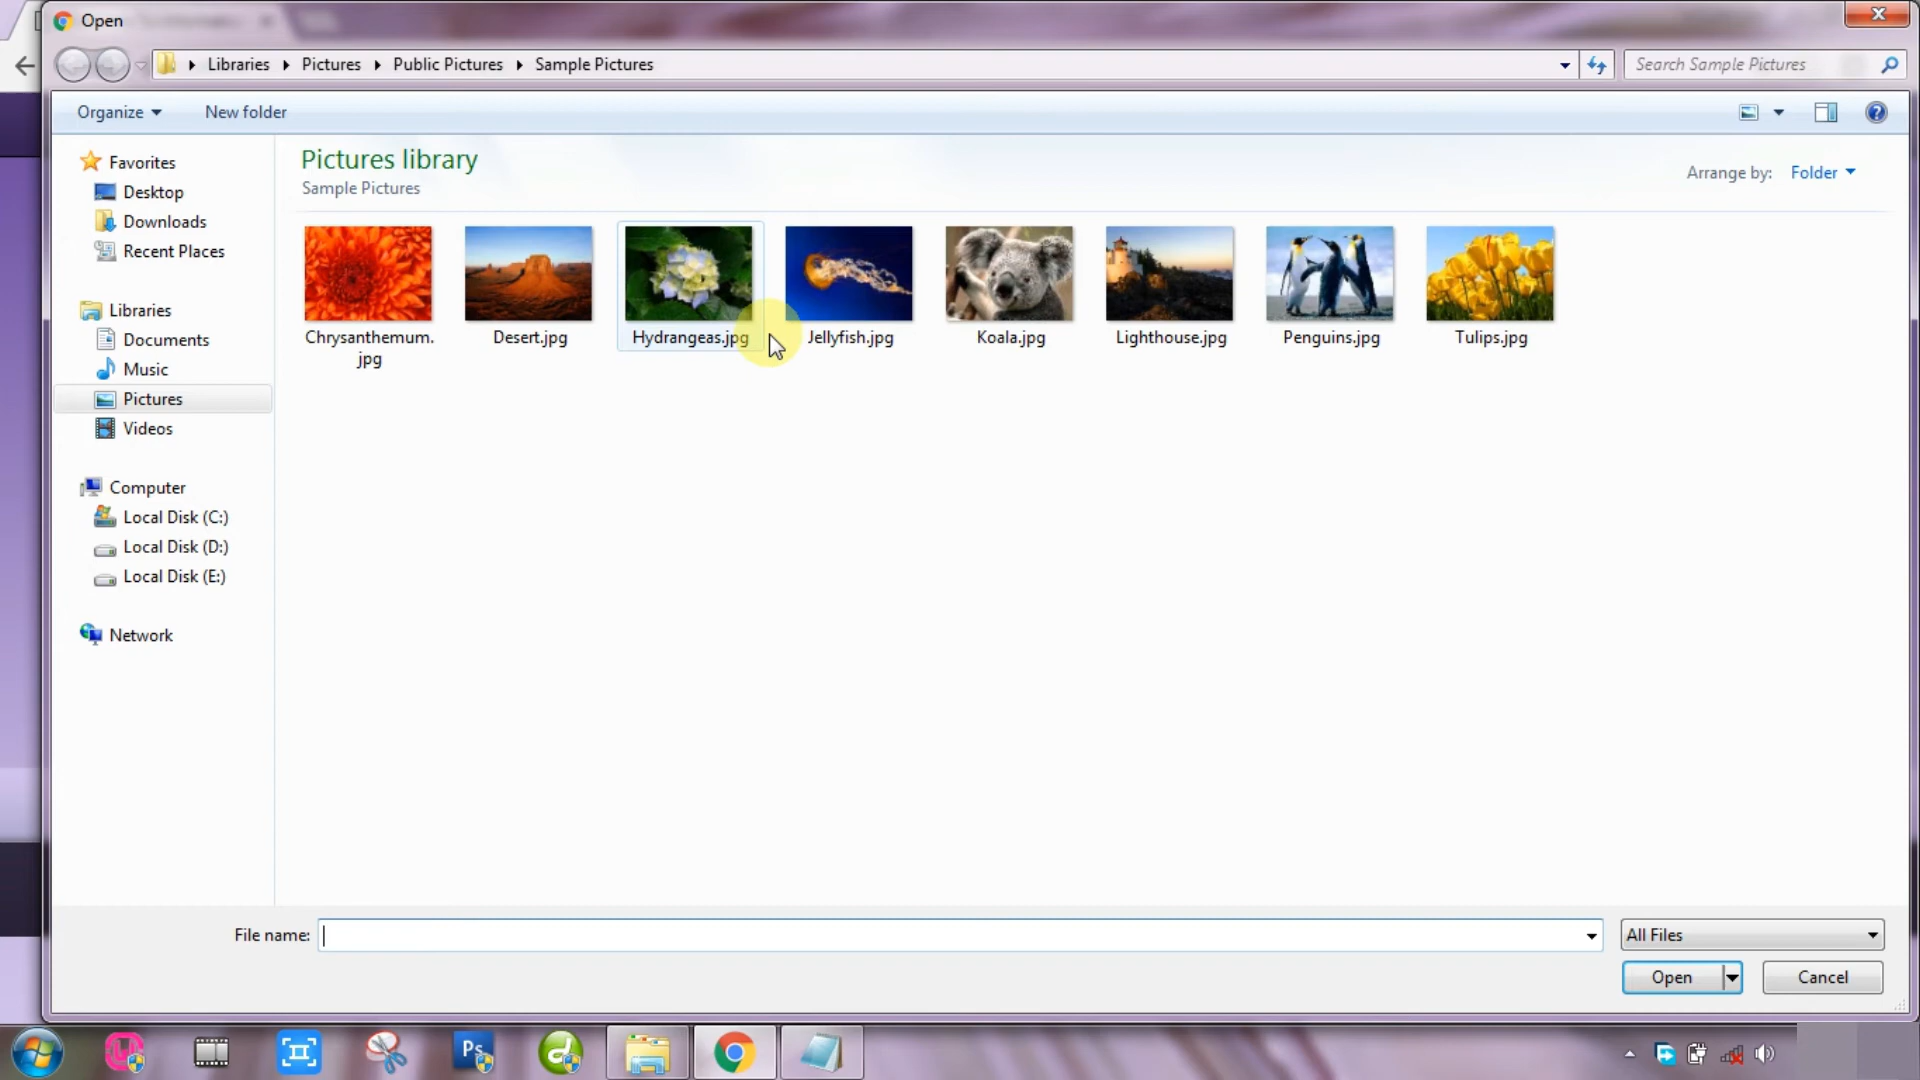 Open
Libraries Pictures Public Pictures Sample Pictures
Search Sample Pictures
Organize New folder
Pictures library
Sample Pictures
Arrange by: Folder
Favorites
Desktop
Downloads
Recent Places
Libraries
Documents
Music
Pictures
Videos
Computer
Local Disk (C:)
Local Disk (D:)
Local Disk (E:)
Network
Chrysanthemum.
jpg
Desert.jpg
Hydrangeas.jpg
Jellyfish.jpg
Koala.jpg
Lighthouse.jpg
Penguins.jpg
Tulips.jpg
File name:
All Files
Open
Cancel
Ps